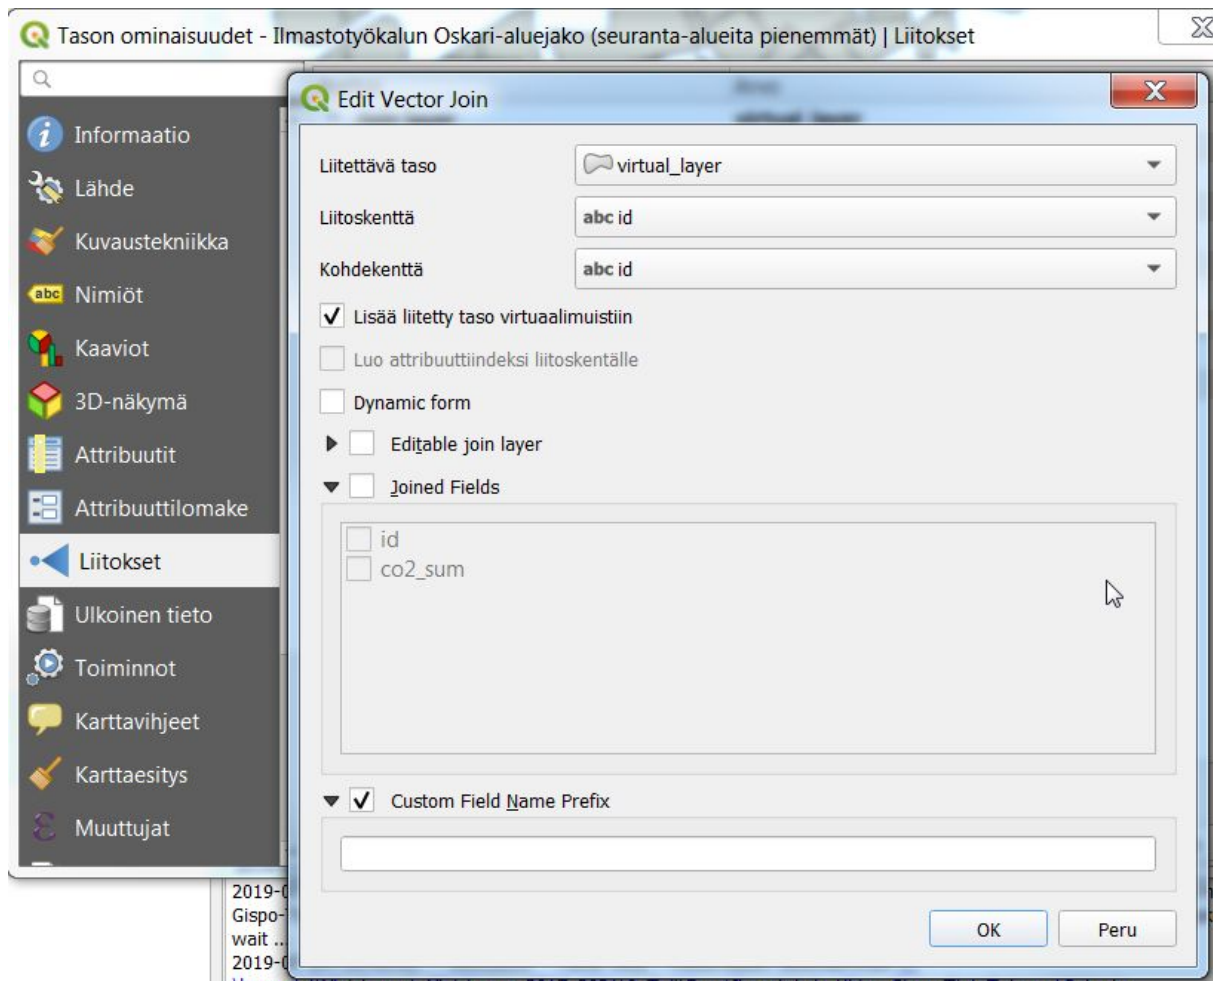 Tason ominaisuudet - Ilmastotyökalun Oskari-aluejako (seuranta-alueita pienemmät) | Liitokset
Informaatio
Lähde
Kuvaustekniikka
abc Nimiöt
Kaaviot
3D-näkymä
Attribuutit
Attribuuttilomake
Liitokset
Ulkoinen tieto
Toiminnot
Karttavihjeet
Karttaesitys
Muuttujat
Edit Vector Join
Liitettävä taso virtual_layer
Liitoskenttä abc id
Kohdekenttä abc id
Lisää liitetty taso virtuaalimuistiin
Luo attribuuttiindeksi liitoskentälle
Dynamic form
Editable join layer
Joined Fields
id
co2_sum
Custom Field Name Prefix
OK Peru
2019-0
Gispo-
wait ...
2019-0